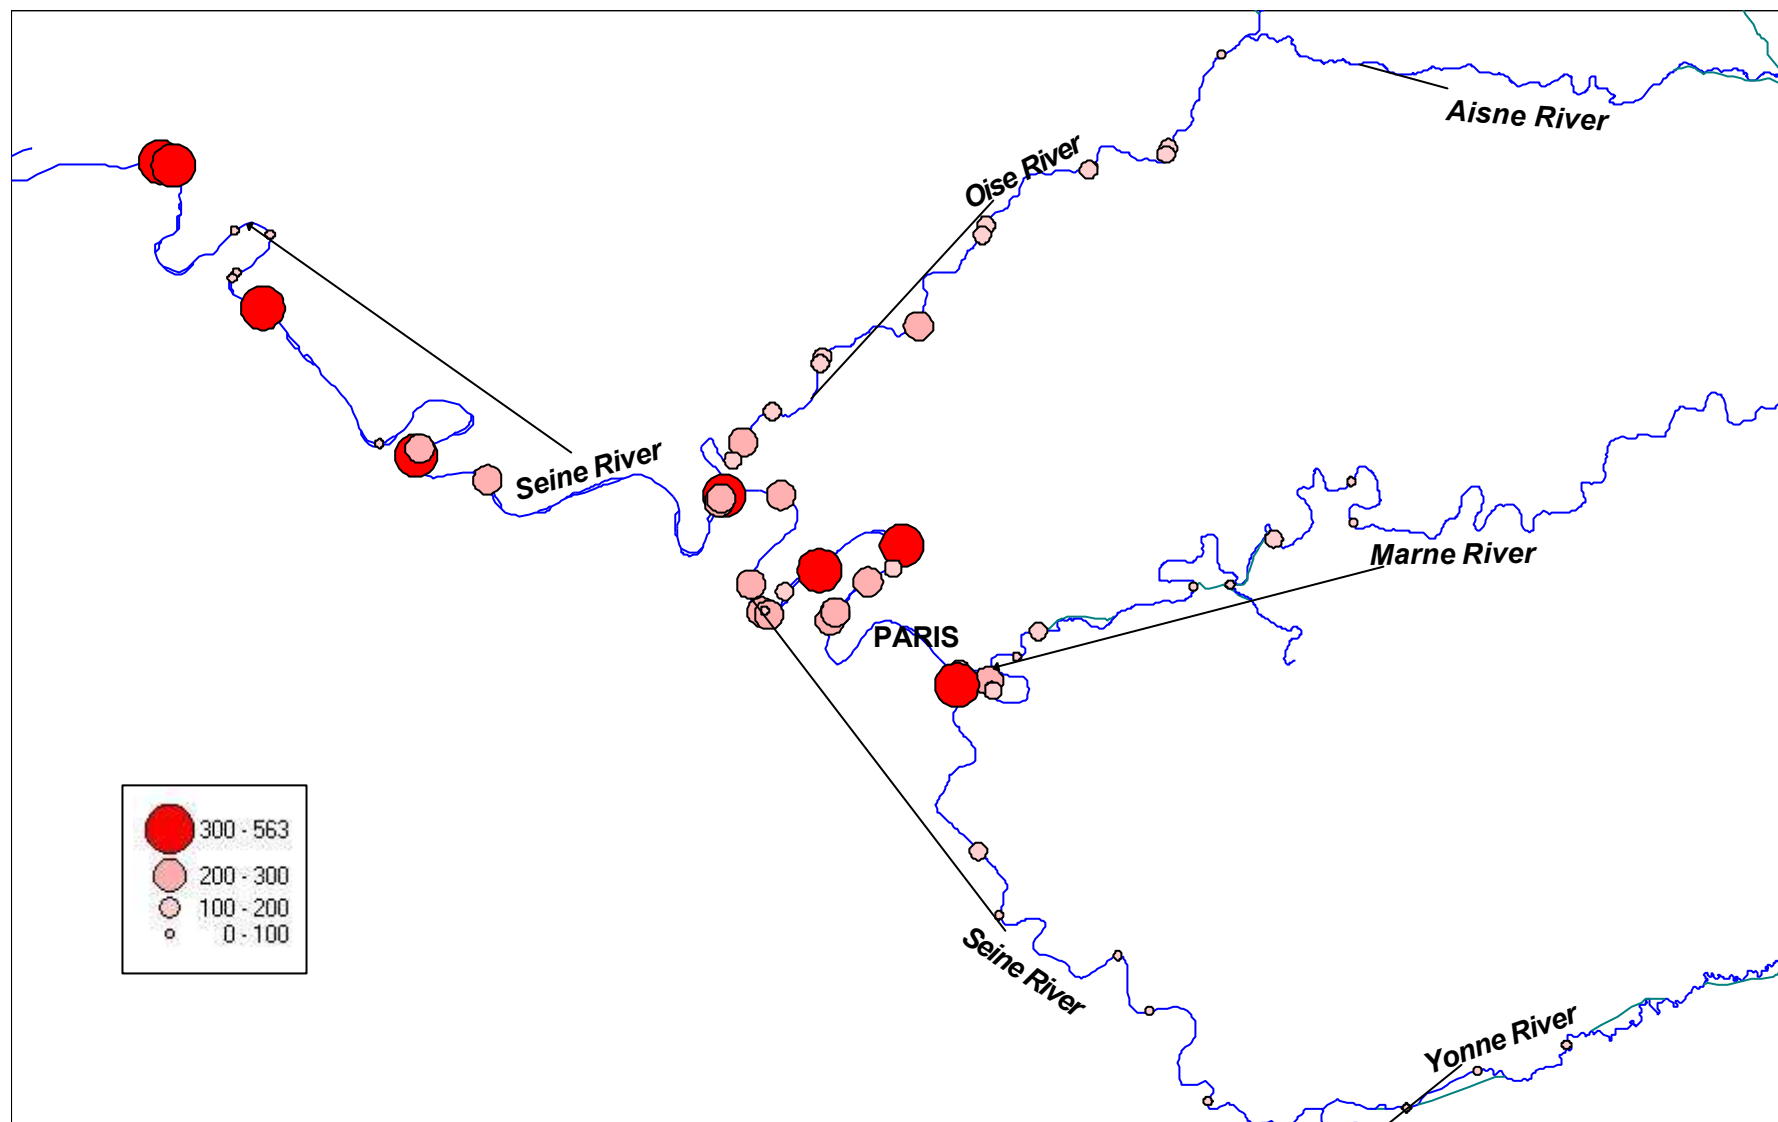 Aisne River
Oise River
Seine River
Marne River
PARIS
300 - 563
200 - 300
100 - 200
0 - 100
Seine River
Yonne River